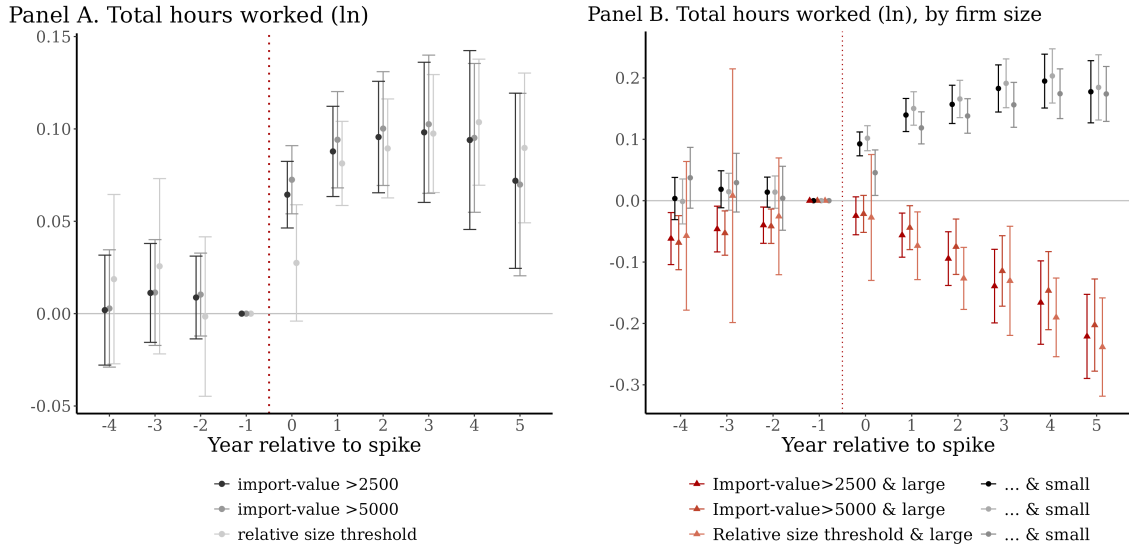 Panel A. Total hours worked (ln)
0.15
0.10
0.05
0.00
-0.05
-4 -3 -2 -1 0 1 2 3 4 5
Year relative to spike
import-value >2500
import-value >5000
relative size threshold
Panel B. Total hours worked (ln), by firm size
0.2
0.1
0.0
-0.1
-0.2
-0.3
-4 -3 -2 -1 0 1 2 3 4 5
Year relative to spike
Import-value>2500 & large ... & small
Import-value>5000 & large ... & small
Relative size threshold & large ... & small